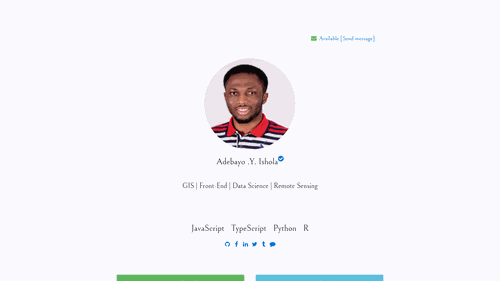 Available [ Send message ]
Adebayo .Y. Ishola
GIS | Front-End | Data Science | Remote Sensing
JavaScript TypeScript Python R